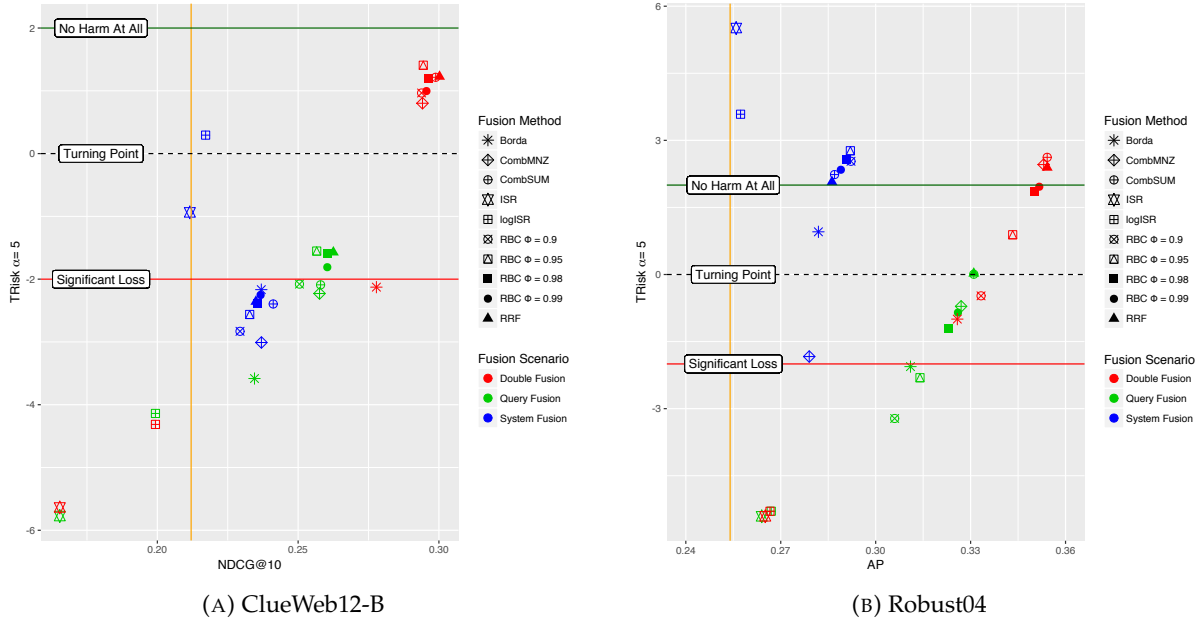 2
0
-2
-4
-6
TRisk α= 5
No Harm At All
Turning Point
Significant Loss
0.20
0.25
0.30
NDCG@10
Fusion Method
Borda
CombMNZ
CombSUM
ISR
logISR
RBC Φ = 0.9
RBC Φ = 0.95
RBC Φ = 0.98
RBC Φ = 0.99
RRF
Fusion Scenario
Double Fusion
Query Fusion
System Fusion
(A) ClueWeb12-B
6
3
0
-3
TRisk α= 5
No Harm At All
Turning Point
Significant Loss
0.24
0.27
0.30
0.33
0.36
AP
Fusion Method
Borda
CombMNZ
CombSUM
ISR
logISR
RBC Φ = 0.9
RBC Φ = 0.95
RBC Φ = 0.98
RBC Φ = 0.99
RRF
Fusion Scenario
Double Fusion
Query Fusion
System Fusion
(B) Robust04